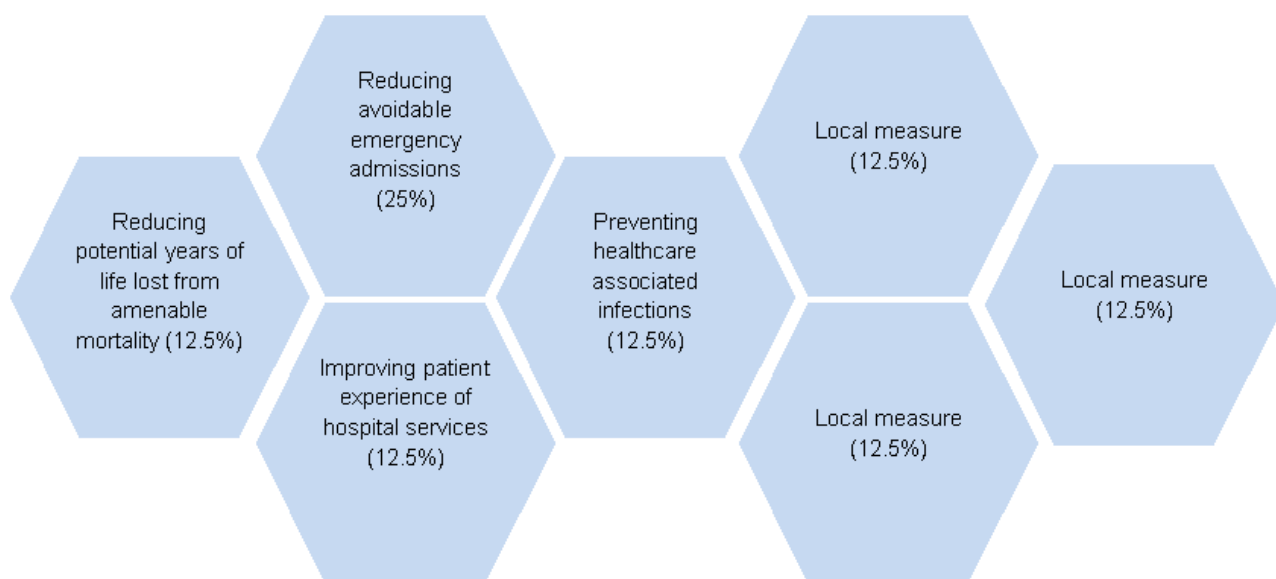 Reducing
potential years of
life lost from
amenable
mortality (12.5%)
Reducing
avoidable
emergency
admissions
(25%)
Improving patient
experience of
hospital services
(12.5%)
Preventing
healthcare
associated
infections
(12.5%)
Local measure
(12.5%)
Local measure
(12.5%)
Local measure
(12.5%)